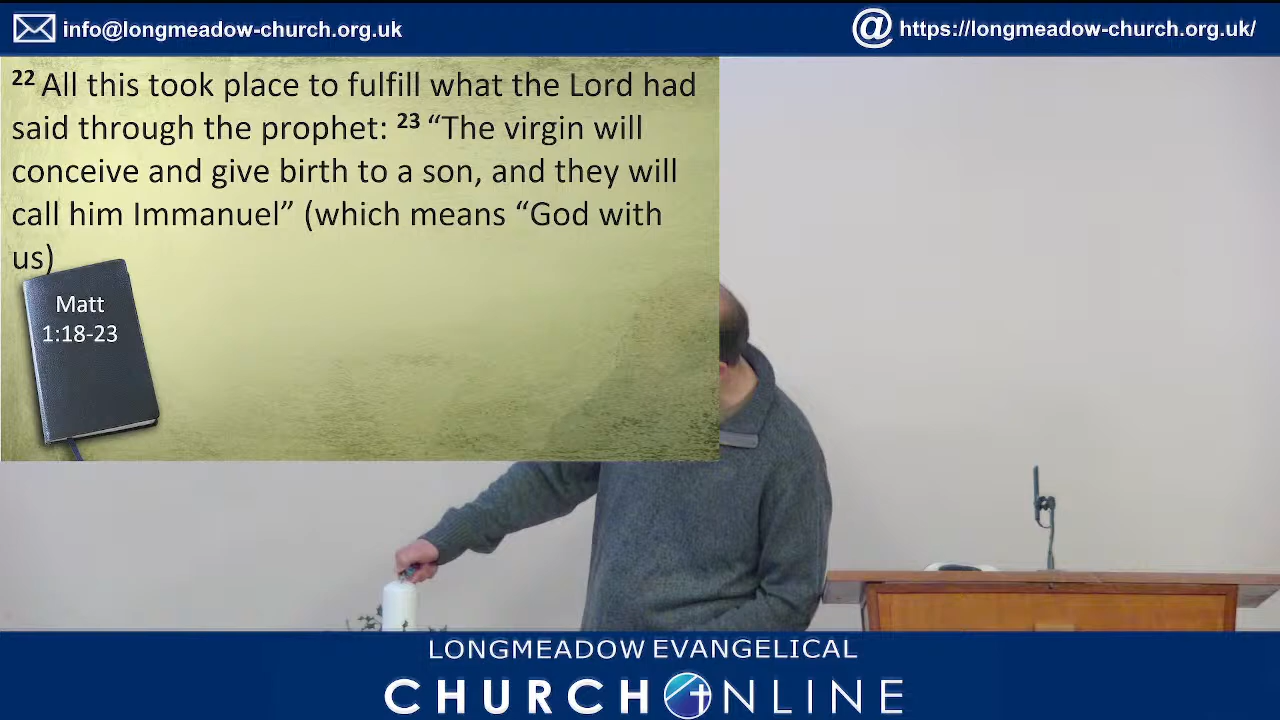 info@longmeadow-church.org.uk
@ https://longmeadow-church.org.uk/
22 All this took place to fulfill what the Lord had
said through the prophet: 23 “The virgin will
conceive and give birth to a son, and they will
call him Immanuel” (which means “God with
us)
Matt
1:18-23
LONGMEADOW EVANGELICAL
CHURCH ONLINE